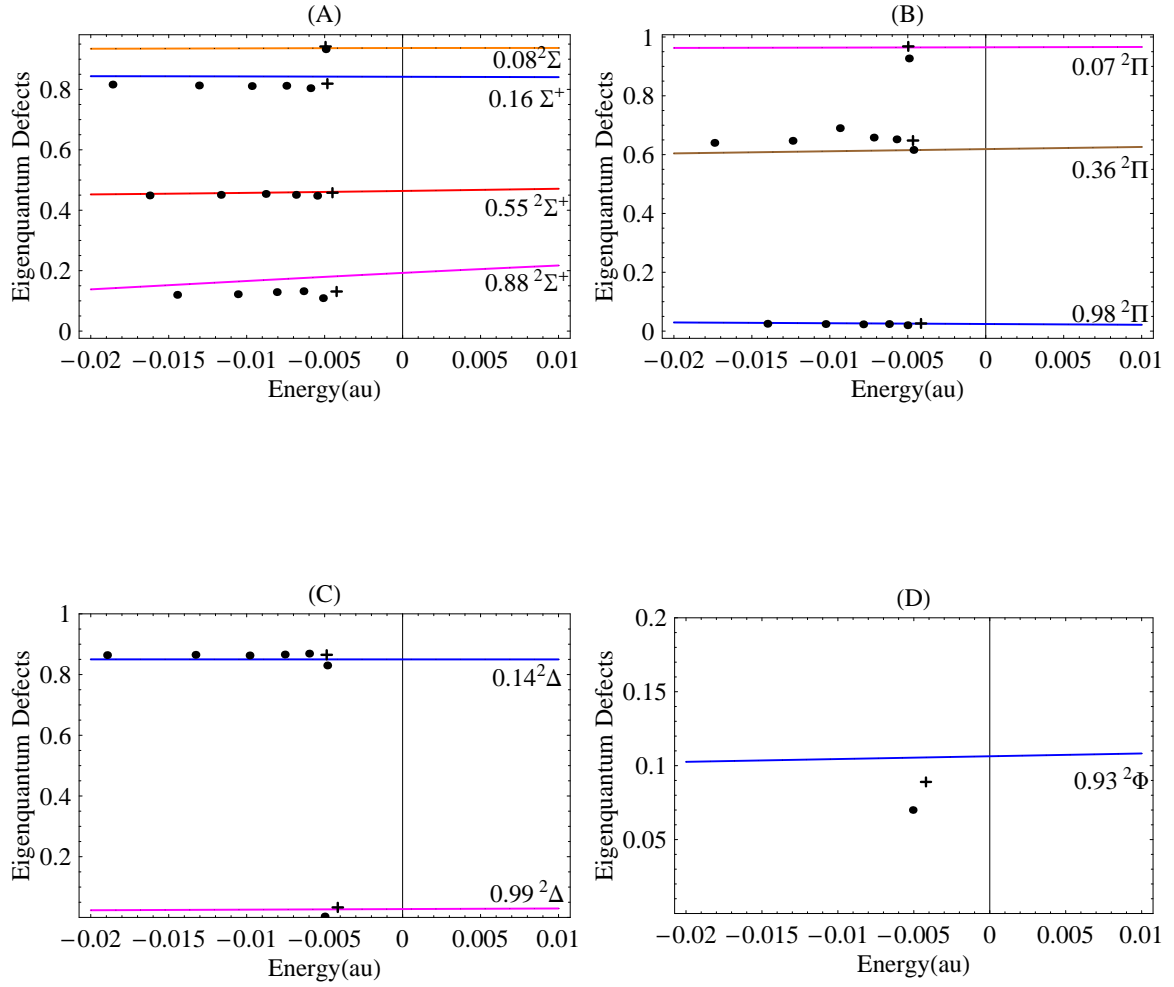 (A)
Eigenquantum Defects
0.8
0.6
0.4
0.2
0
0.08²Σ
0.16 Σ⁺
0.55 ²Σ⁺
0.88 ²Σ⁺
−0.02 −0.015 −0.01 −0.005 0 0.005 0.01
Energy(au)
(B)
Eigenquantum Defects
1
0.8
0.6
0.4
0.2
0
0.07 ²Π
0.36 ²Π
0.98 ²Π
−0.02 −0.015 −0.01 −0.005 0 0.005 0.01
Energy(au)
(C)
Eigenquantum Defects
1
0.8
0.6
0.4
0.2
0.14²Δ
0.99 ²Δ
−0.02 −0.015 −0.01 −0.005 0 0.005 0.01
Energy(au)
(D)
Eigenquantum Defects
0.2
0.15
0.1
0.05
0.93 ²Φ
−0.02 −0.015 −0.01 −0.005 0 0.005 0.01
Energy(au)